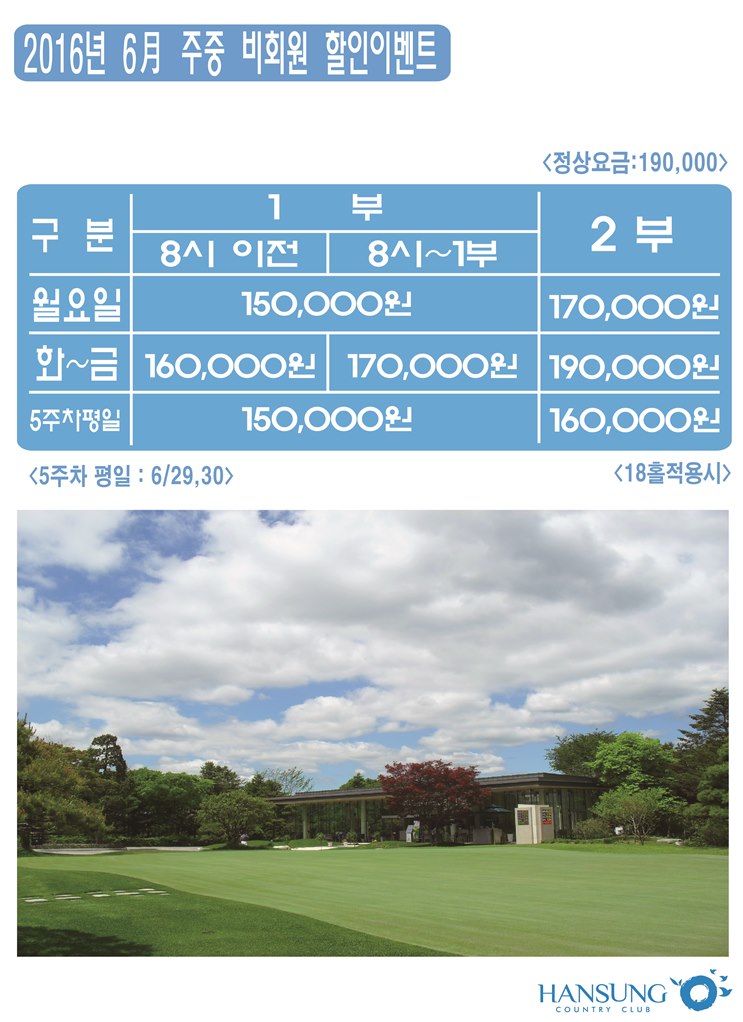 2016년 6月 주중 비회원 할인이벤트
<정상요금:190,000>
구 분 1 부 2 부
8시 이전 8시~1부
월요일 150,000원 170,000원
화~금 160,000원 170,000원 190,000원
5주차평일 150,000원 160,000원
<5주차 평일 : 6/29,30> <18홀적용시>
HANSUNG
COUNTRY CLUB